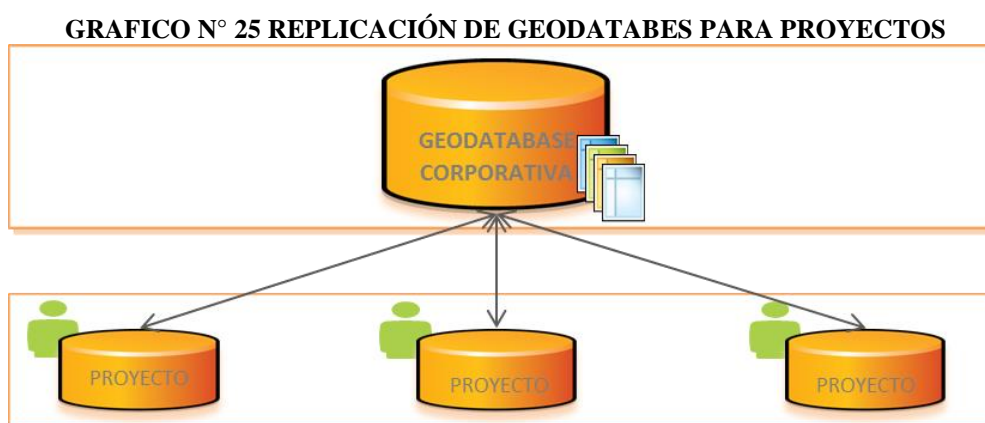 GRAFICO N° 25 REPLICACIÓN DE GEODATABES PARA PROYECTOS
GEODATABASE
CORPORATIVA
PROYECTO
PROYECTO
PROYECTO